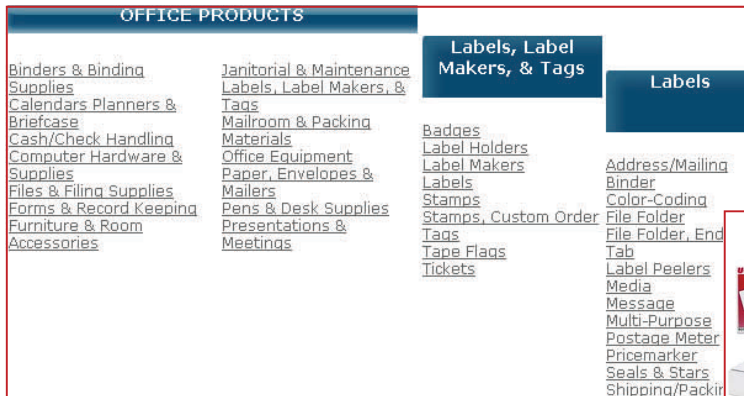 OFFICE PRODUCTS
Binders & Binding
Supplies
Calendars Planners &
Briefcase
Cash/Check Handling
Computer Hardware &
Supplies
Files & Filing Supplies
Forms & Record Keeping
Furniture & Room
Accessories
Janitorial & Maintenance
Labels, Label Makers, &
Tags
Mailroom & Packing
Materials
Office Equipment
Paper, Envelopes &
Mailers
Pens & Desk Supplies
Presentations &
Meetings
Labels, Label
Makers, & Tags
Badges
Label Holders
Label Makers
Labels
Stamps
Stamps, Custom Order
Tags
Tape Flags
Tickets
Labels
Address/Mailing
Binder
Color-Coding
File Folder
File Folder, End
Tab
Label Peelers
Media
Message
Multi-Purpose
Postage Meter
Pricemarker
Seals & Stars
Shipping/Packin